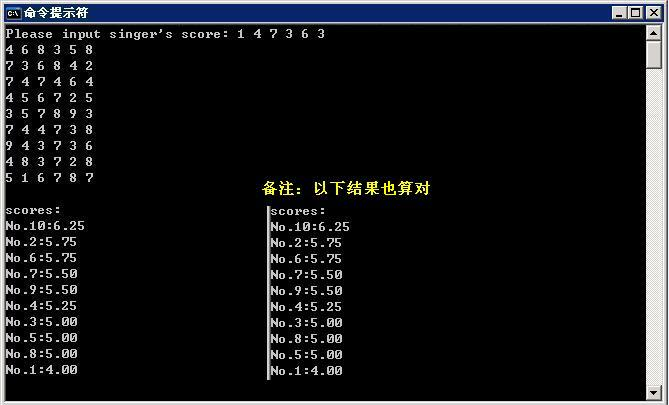 命令提示符
Please input singer's score: 1 4 7 3 6 3
4 6 8 3 5 8
7 3 6 8 4 2
7 4 7 4 6 4
4 5 6 7 2 5
3 5 7 8 9 3
7 4 4 7 3 8
9 4 3 7 3 6
4 8 3 7 2 8
5 1 6 7 8 7
备注：以下结果也算对
scores:
No.10:6.25
No.2:5.75
No.6:5.75
No.7:5.50
No.9:5.50
No.4:5.25
No.3:5.00
No.5:5.00
No.8:5.00
No.1:4.00
scores:
No.10:6.25
No.2:5.75
No.6:5.75
No.7:5.50
No.9:5.50
No.4:5.25
No.3:5.00
No.8:5.00
No.5:5.00
No.1:4.00